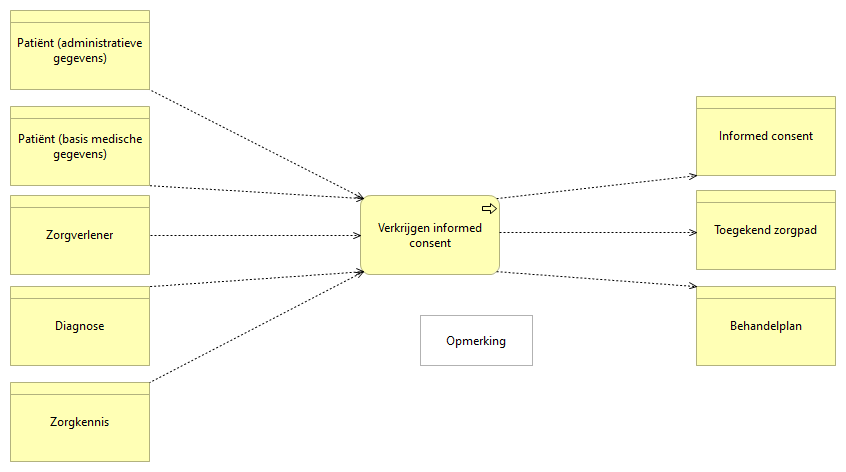 Patiënt (administratieve
gegevens)
Patiënt (basis medische
gegevens)
Zorgverlener
Diagnose
Zorgkennis
Verkrijgen informed
consent
Opmerking
Informed consent
Toegekend zorgpad
Behandelplan